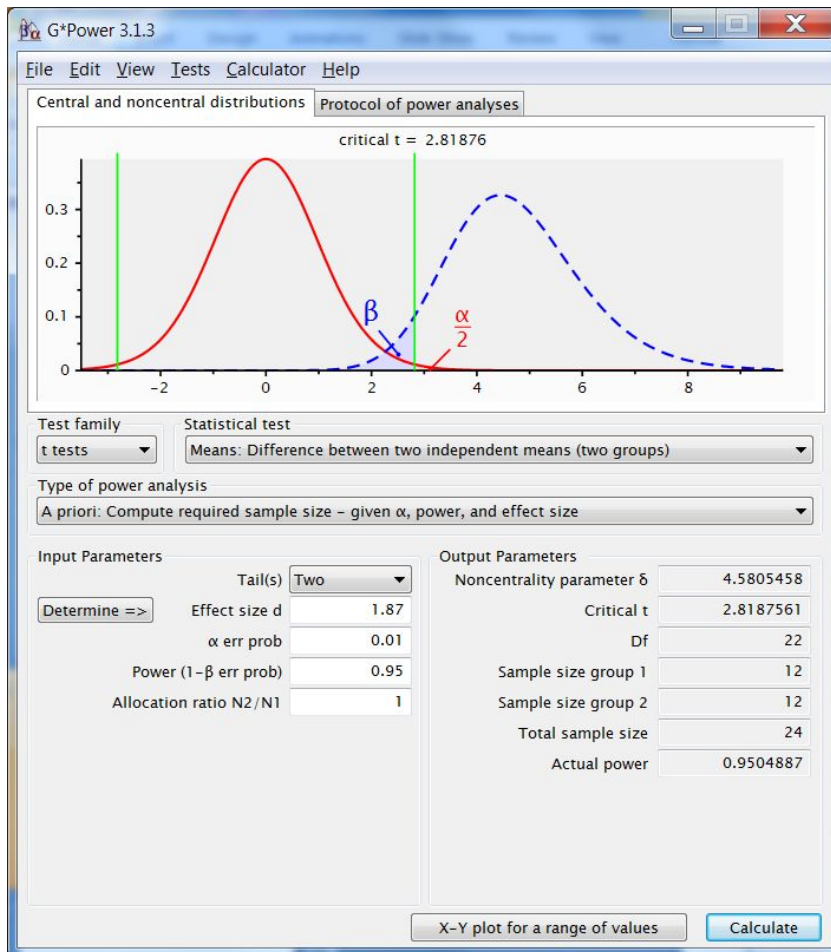 βα G*Power 3.1.3
File Edit View Tests Calculator Help
Central and noncentral distributions Protocol of power analyses
critical t = 2.81876
0.3
0.2
0.1
0
β
α
2
-2 0 2 4 6 8
Test family Statistical test
t tests Means: Difference between two independent means (two groups)
Type of power analysis
A priori: Compute required sample size – given α, power, and effect size
Input Parameters
Tail(s) Two
Determine => Effect size d 1.87
α err prob 0.01
Power (1-β err prob) 0.95
Allocation ratio N2/N1 1
Output Parameters
Noncentrality parameter δ 4.5805458
Critical t 2.8187561
Df 22
Sample size group 1 12
Sample size group 2 12
Total sample size 24
Actual power 0.9504887
X-Y plot for a range of values Calculate